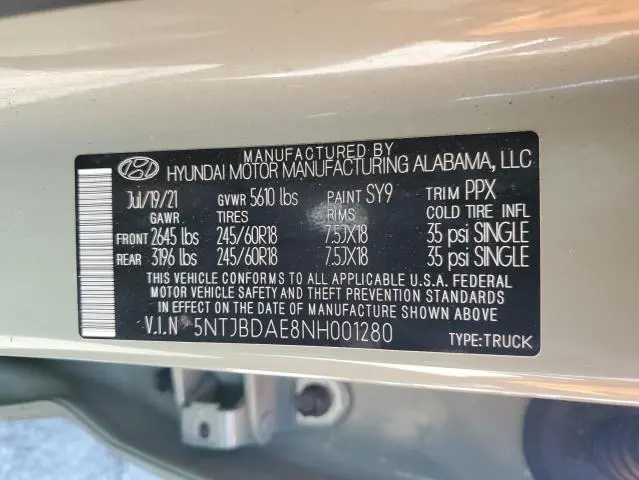 MANUFACTURED BY
HYUNDAI MOTOR MANUFACTURING ALABAMA, LLC
Jul/19/21 GVWR 5610 lbs PAINT SY9 TRIM PPX
GAWR TIRES RIMS COLD TIRE INFL
FRONT 2645 lbs 245/60R18 7.5JX18 35 psi SINGLE
REAR 3196 lbs 245/60R18 7.5JX18 35 psi SINGLE
THIS VEHICLE CONFORMS TO ALL APPLICABLE U.S.A. FEDERAL
MOTOR VEHICLE SAFETY AND THEFT PREVENTION STANDARDS
IN EFFECT ON THE DATE OF MANUFACTURE SHOWN ABOVE
V.I.N 5NTJBDAE8NH001280 TYPE:TRUCK